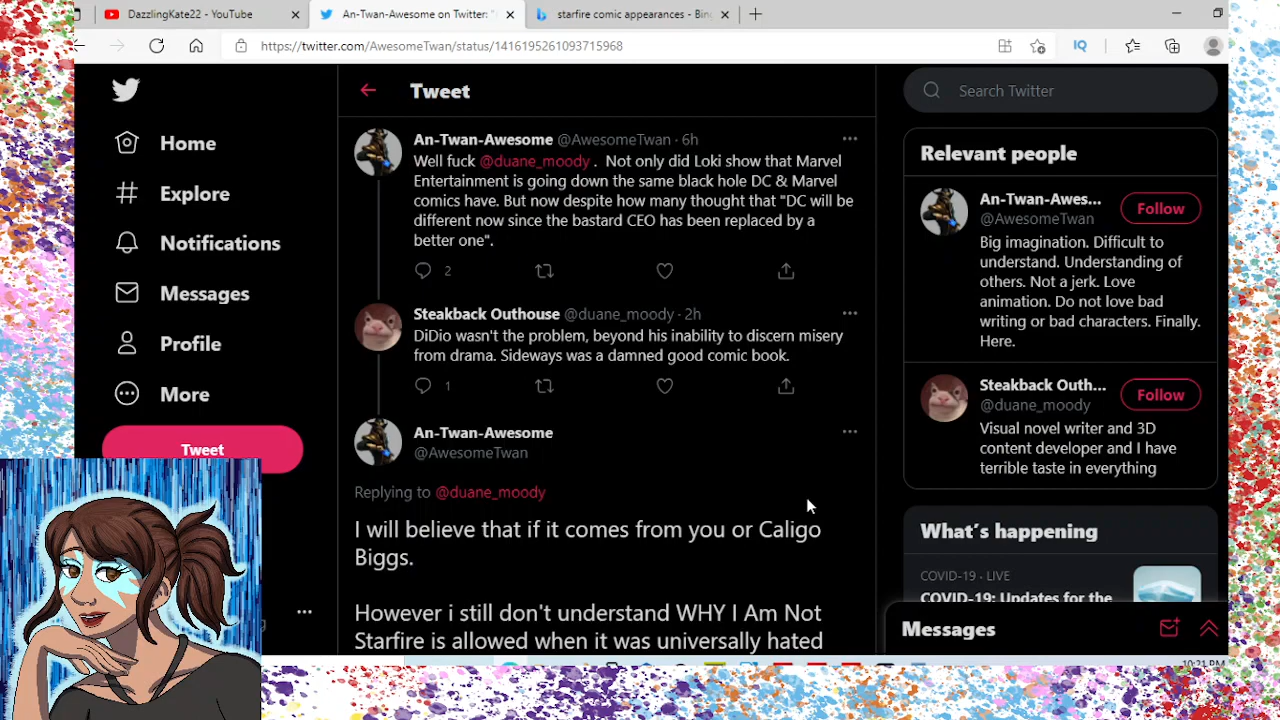 DazzlingKate22 - YouTube
An-Twan-Awesome on Twitter: "
starfire comic appearances - Bing
https://twitter.com/AwesomeTwan/status/1416195261093715968
IQ
Home
Explore
Notifications
Messages
Profile
More
Tweet
Tweet
An-Twan-Awesome @AwesomeTwan · 6h
Well fuck @duane_moody . Not only did Loki show that Marvel
Entertainment is going down the same black hole DC & Marvel
comics have. But now despite how many thought that "DC will be
different now since the bastard CEO has been replaced by a
better one".
2
Steakback Outhouse @duane_moody · 2h
DiDio wasn't the problem, beyond his inability to discern misery
from drama. Sideways was a damned good comic book.
1
An-Twan-Awesome
@AwesomeTwan
Replying to @duane_moody
I will believe that if it comes from you or Caligo
Biggs.
However i still don't understand WHY I Am Not
Starfire is allowed when it was universally hated
Search Twitter
Relevant people
An-Twan-Awes...
@AwesomeTwan
Follow
Big imagination. Difficult to
understand. Understanding of
others. Not a jerk. Love
animation. Do not love bad
writing or bad characters. Finally.
Here.
Steakback Outh...
@duane_moody
Follow
Visual novel writer and 3D
content developer and I have
terrible taste in everything
What's happening
COVID-19 · LIVE
COVID-19: Updates for the
Messages
10:21 PM